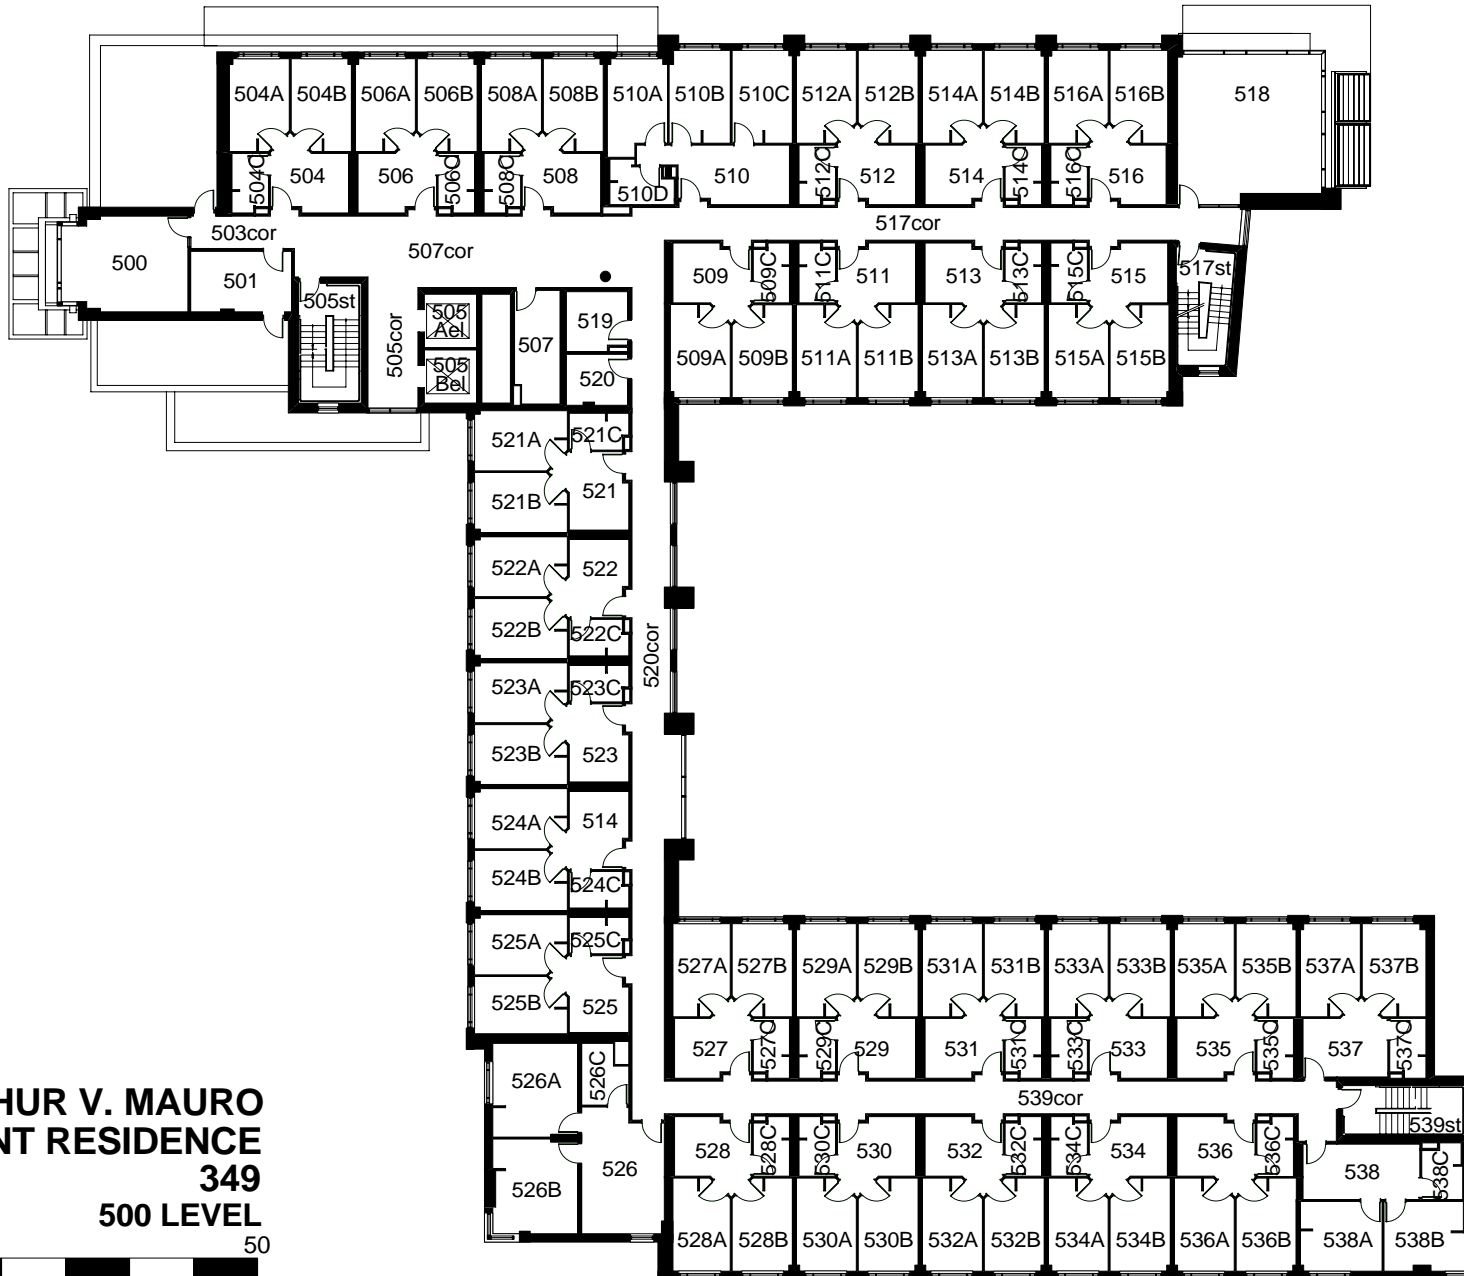 504A 504B 506A 506B 508A 508B 510A 510B 510C 512A 512B 514A 514B 516A 516B 518
504C 504 506 506C 508C 508 510D 510 512C 512 514 514C 516C 516
503cor 517cor
507cor
500 501 509 509C 511C 511 513 513C 515C 515 517st
505st 505cor 505 Ael 507 519
505 Bel 520
509A 509B 511A 511B 513A 513B 515A 515B
521A 521C
521B 521
522A 522
522B 522C
520cor
523A 523C
523B 523
524A 514
524B 524C
525A 525C
525B 525
527A 527B 529A 529B 531A 531B 533A 533B 535A 535B 537A 537B
527 527C 529C 529 531 531C 533C 533 535 535C 537 537C
526A 526C
539cor
539st
528 528C 530C 530 532 532C 534C 534 536 536C 538 538C
526B 526
528A 528B 530A 530B 532A 532B 534A 534B 536A 536B 538A 538B
HUR V. MAURO
NT RESIDENCE
349
500 LEVEL
50